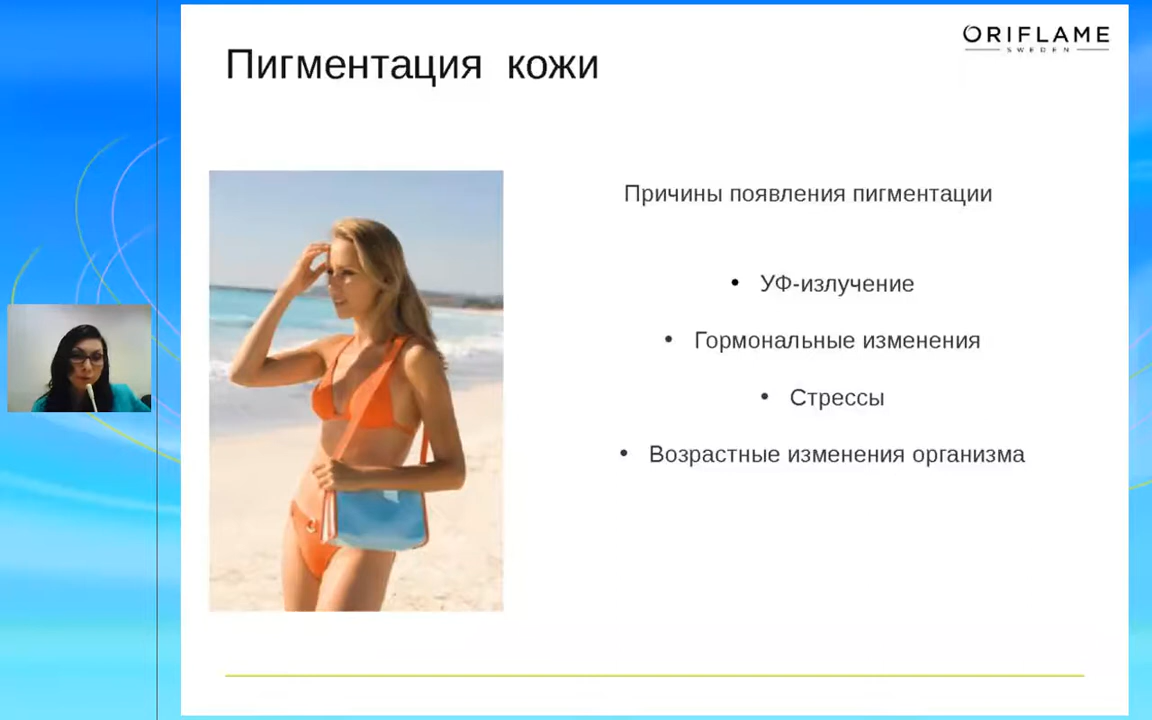 ORIFLAME
SWEDEN
Пигментация кожи
Причины появления пигментации
• УФ-излучение
• Гормональные изменения
• Стрессы
• Возрастные изменения организма